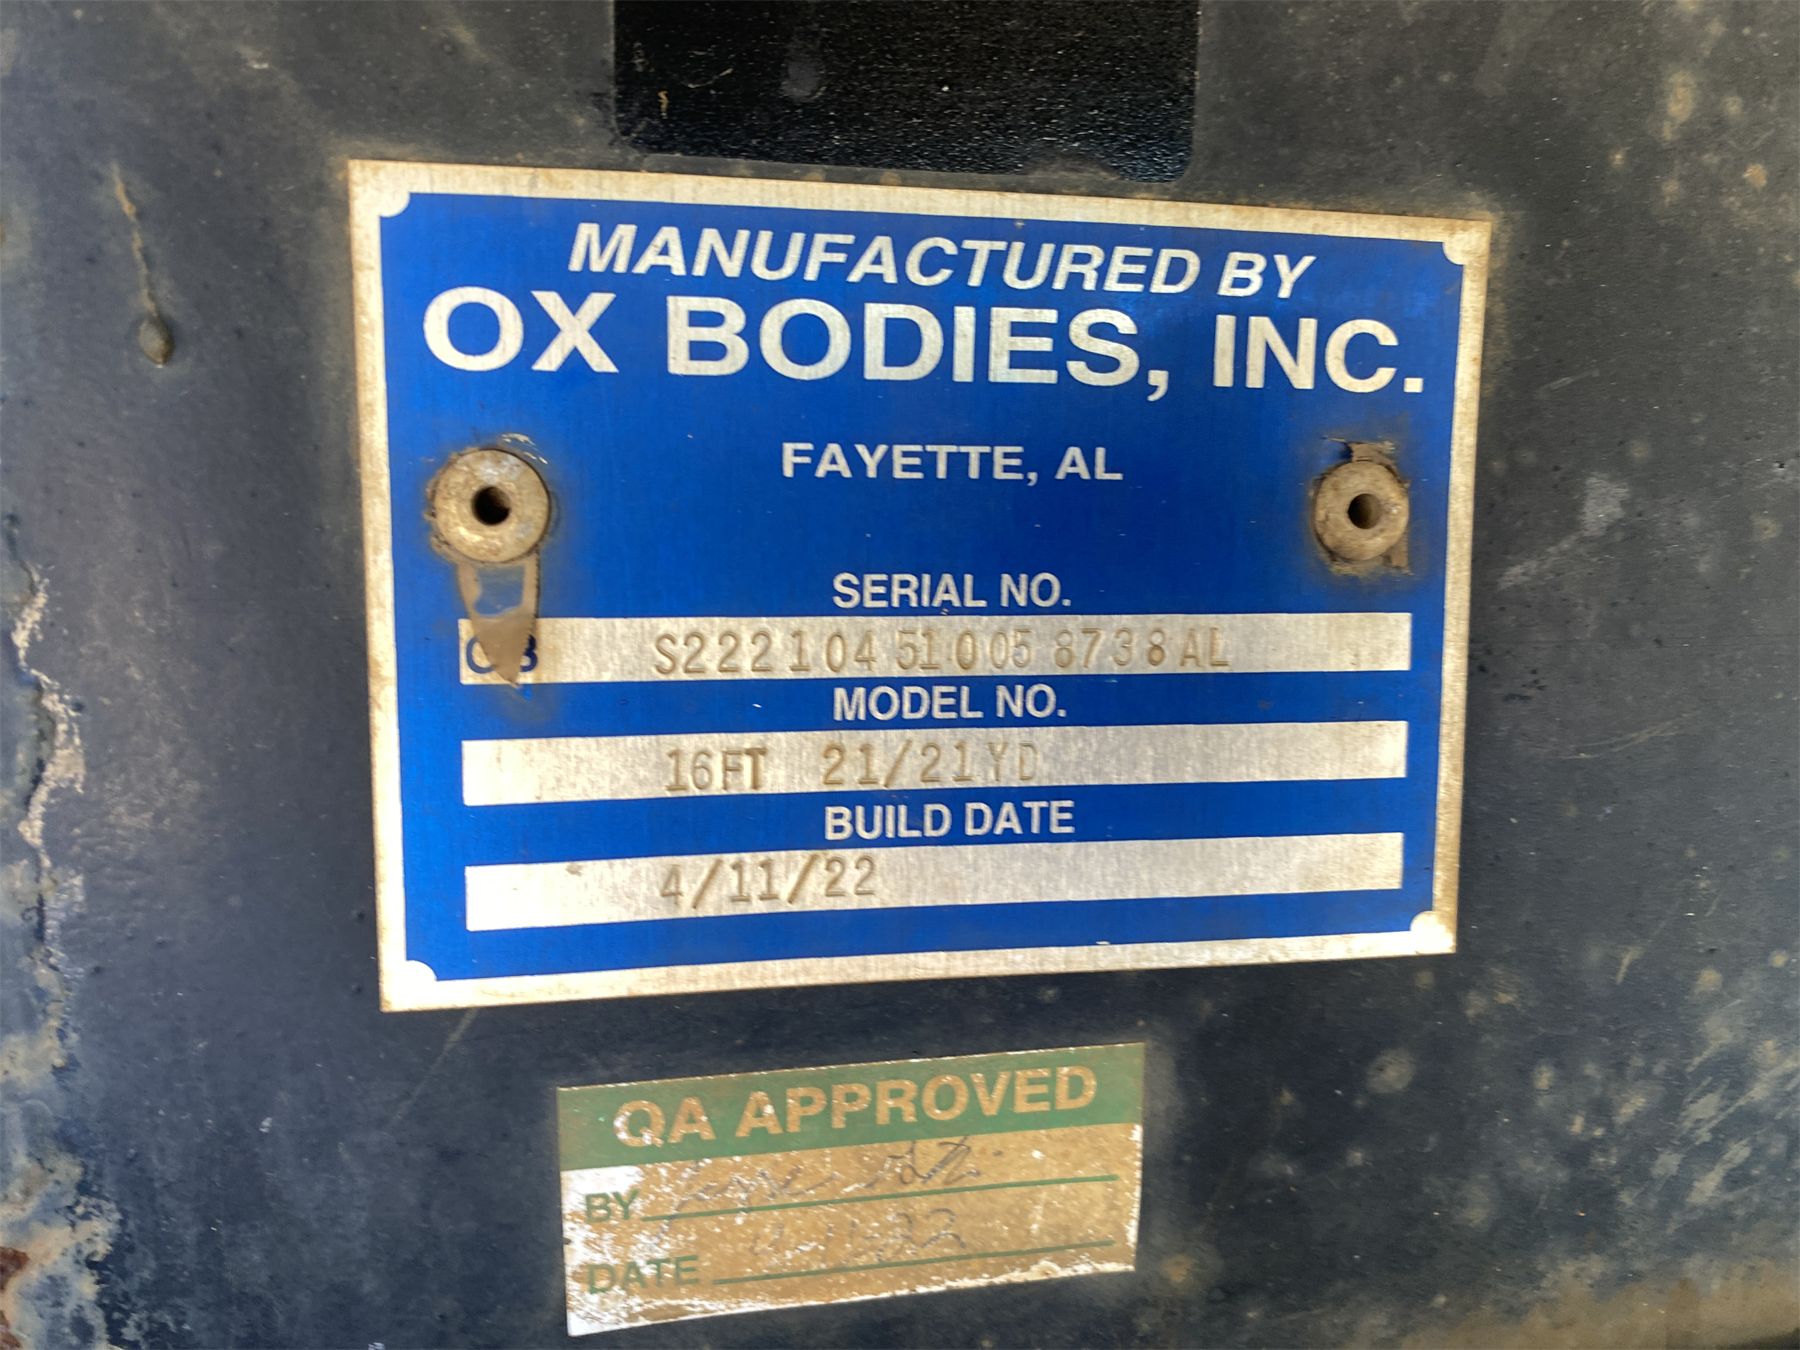 MANUFACTURED BY
OX BODIES, INC.
FAYETTE, AL
SERIAL NO.
OB S222104510058738AL
MODEL NO.
16FT 21/21YD
BUILD DATE
4/11/22
QA APPROVED
BY
DATE